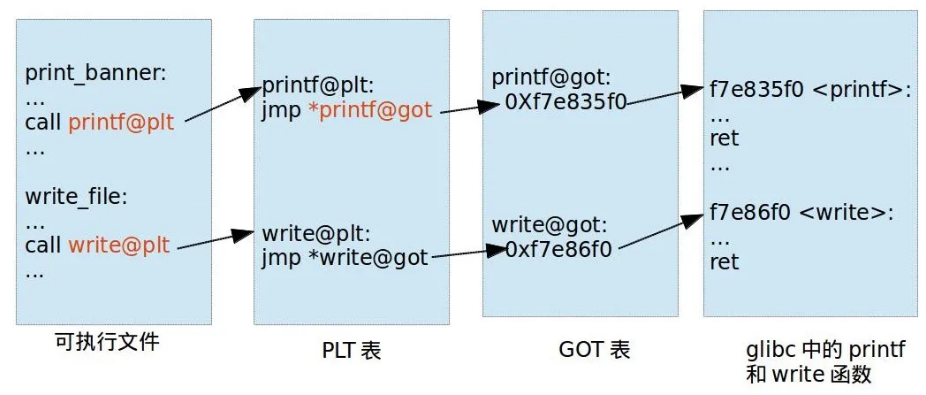 print_banner:
...
call printf@plt
...
write_file:
...
call write@plt
...
可执行文件
printf@plt:
jmp *printf@got
write@plt:
jmp *write@got
PLT 表
printf@got:
0Xf7e835f0
write@got:
0xf7e86f0
GOT 表
f7e835f0 <printf>:
...
ret
...
f7e86f0 <write>:
...
ret
glibc 中的 printf
和 write 函数